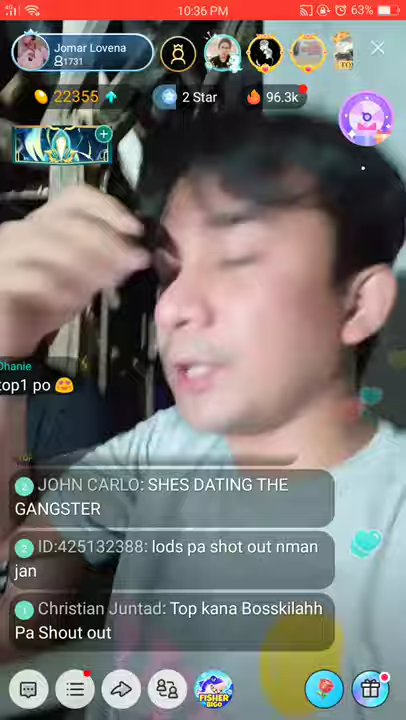 4G 10:36 PM 63%
Jomar Lovena
1731
22355 2 Star 96.3k
Dhanie
top1 po 😍
2 JOHN CARLO: SHES DATING THE
GANGSTER
2 ID:425132388: lods pa shot out nman
jan
1 Christian Juntad: Top kana Bosskilahh
Pa Shout out
FISHER
BIGO